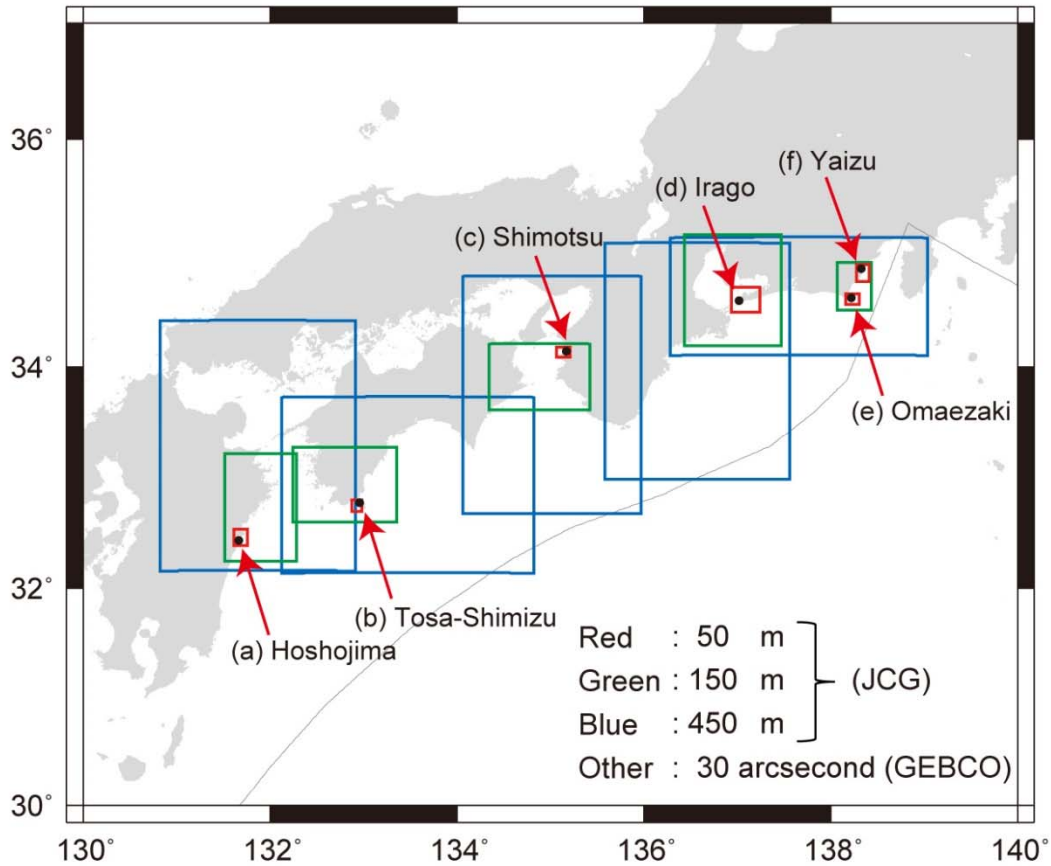 36°
34°
32°
30°
130°
132°
134°
136°
138°
140°
(f) Yaizu
(d) Irago
(c) Shimotsu
(e) Omaezaki
(b) Tosa-Shimizu
(a) Hoshojima
Red : 50 m
Green : 150 m
Blue : 450 m
(JCG)
Other : 30 arcsecond (GEBCO)